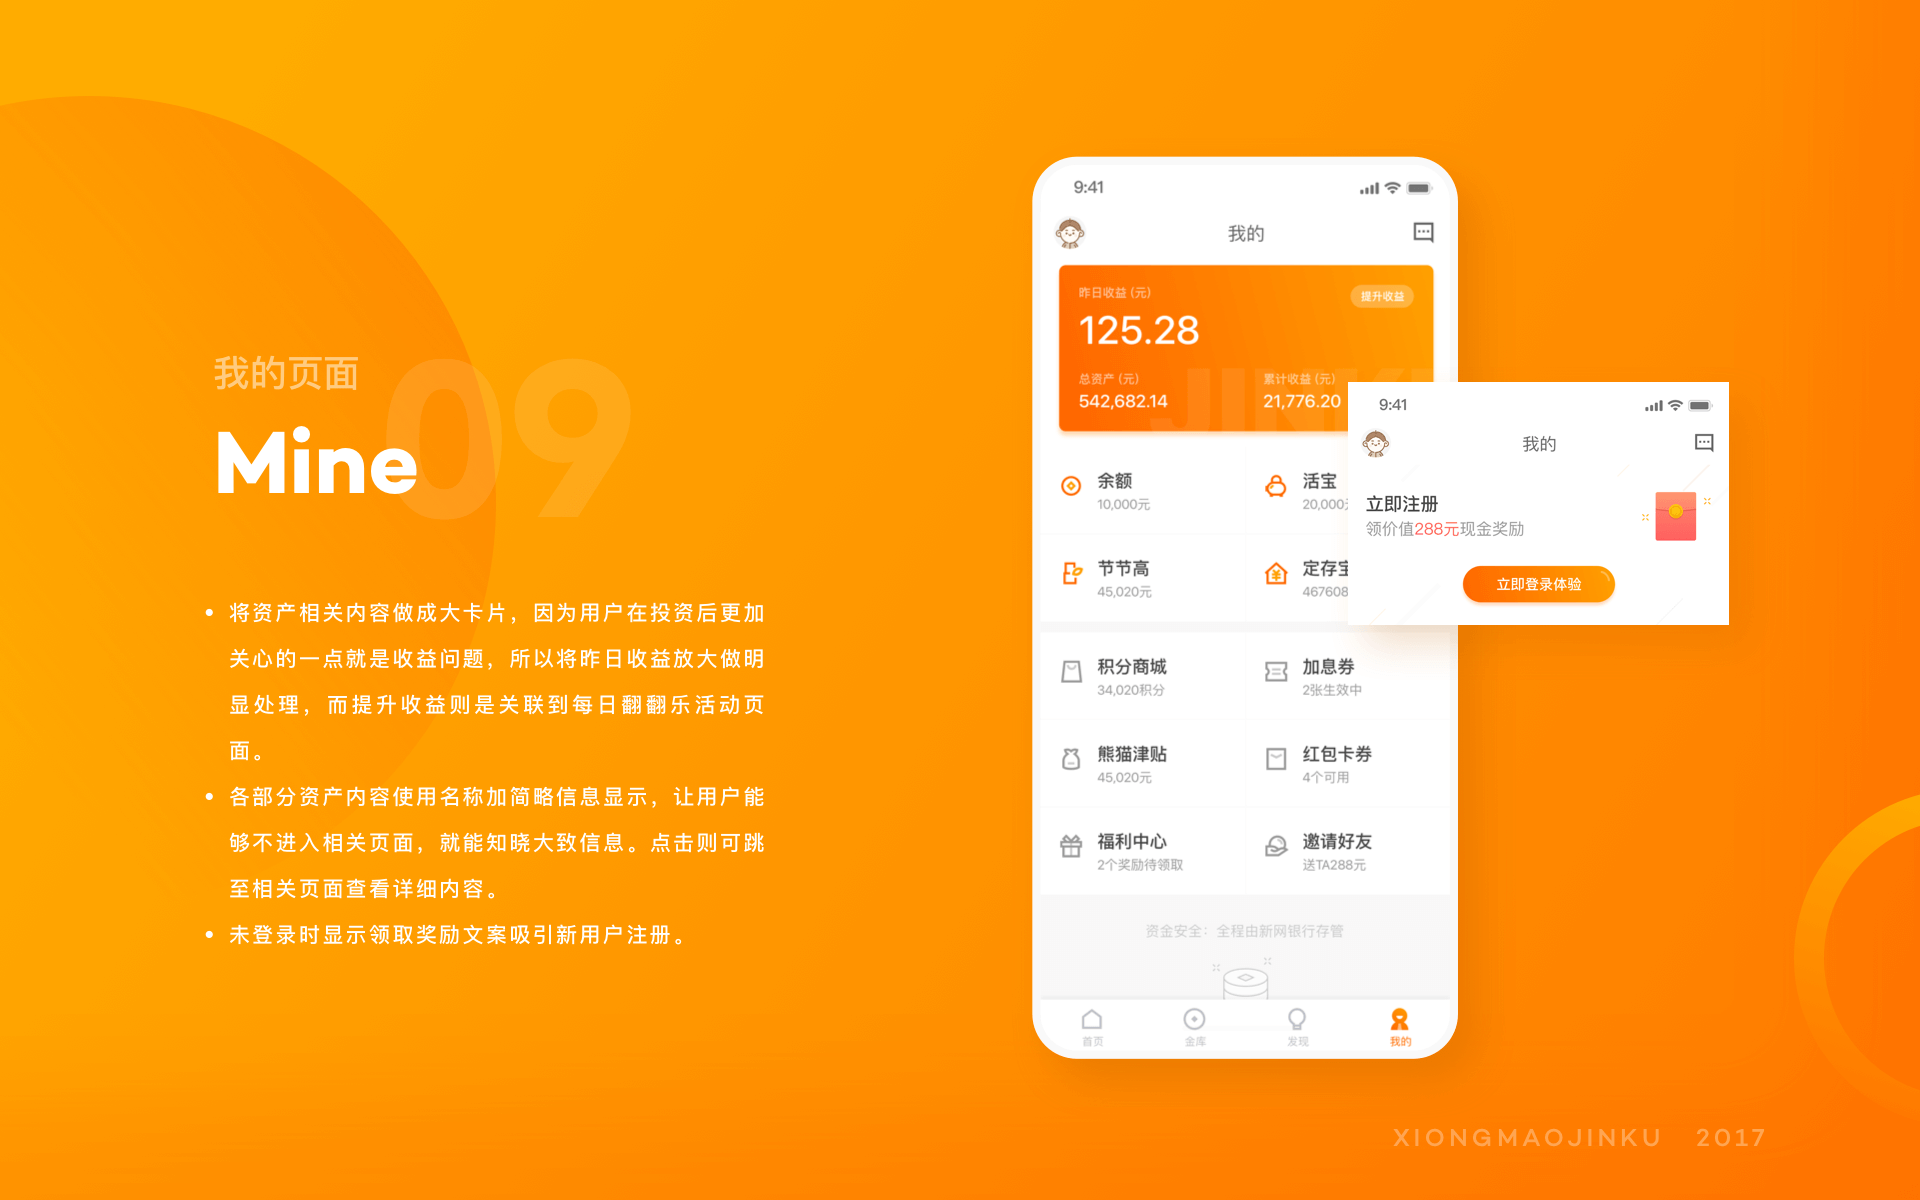 我的页面
09
Mine
将资产相关内容做成大卡片，因为用户在投资后更加
关心的一点就是收益问题，所以将昨日收益放大做明
显处理，而提升收益则是关联到每日翻翻乐活动页
面。
各部分资产内容使用名称加简略信息显示，让用户能
够不进入相关页面，就能知晓大致信息。点击则可跳
至相关页面查看详细内容。
未登录时显示领取奖励文案吸引新用户注册。
9:41
我的
昨日收益 (元)
提升收益
125.28
总资产 (元)
累计收益 (元)
542,682.14
21,776.20
JINK
余额
10,000元
活宝
20,000元
节节高
45,020元
定存宝
467608
积分商城
34,020积分
加息券
2张生效中
熊猫津贴
45,020元
红包卡券
4个可用
福利中心
2个奖励待领取
邀请好友
送TA288元
资金安全：全程由新网银行存管
首页
金库
发现
我的
9:41
我的
立即注册
领价值288元现金奖励
立即登录体验
XIONGMAOJINKU 2017